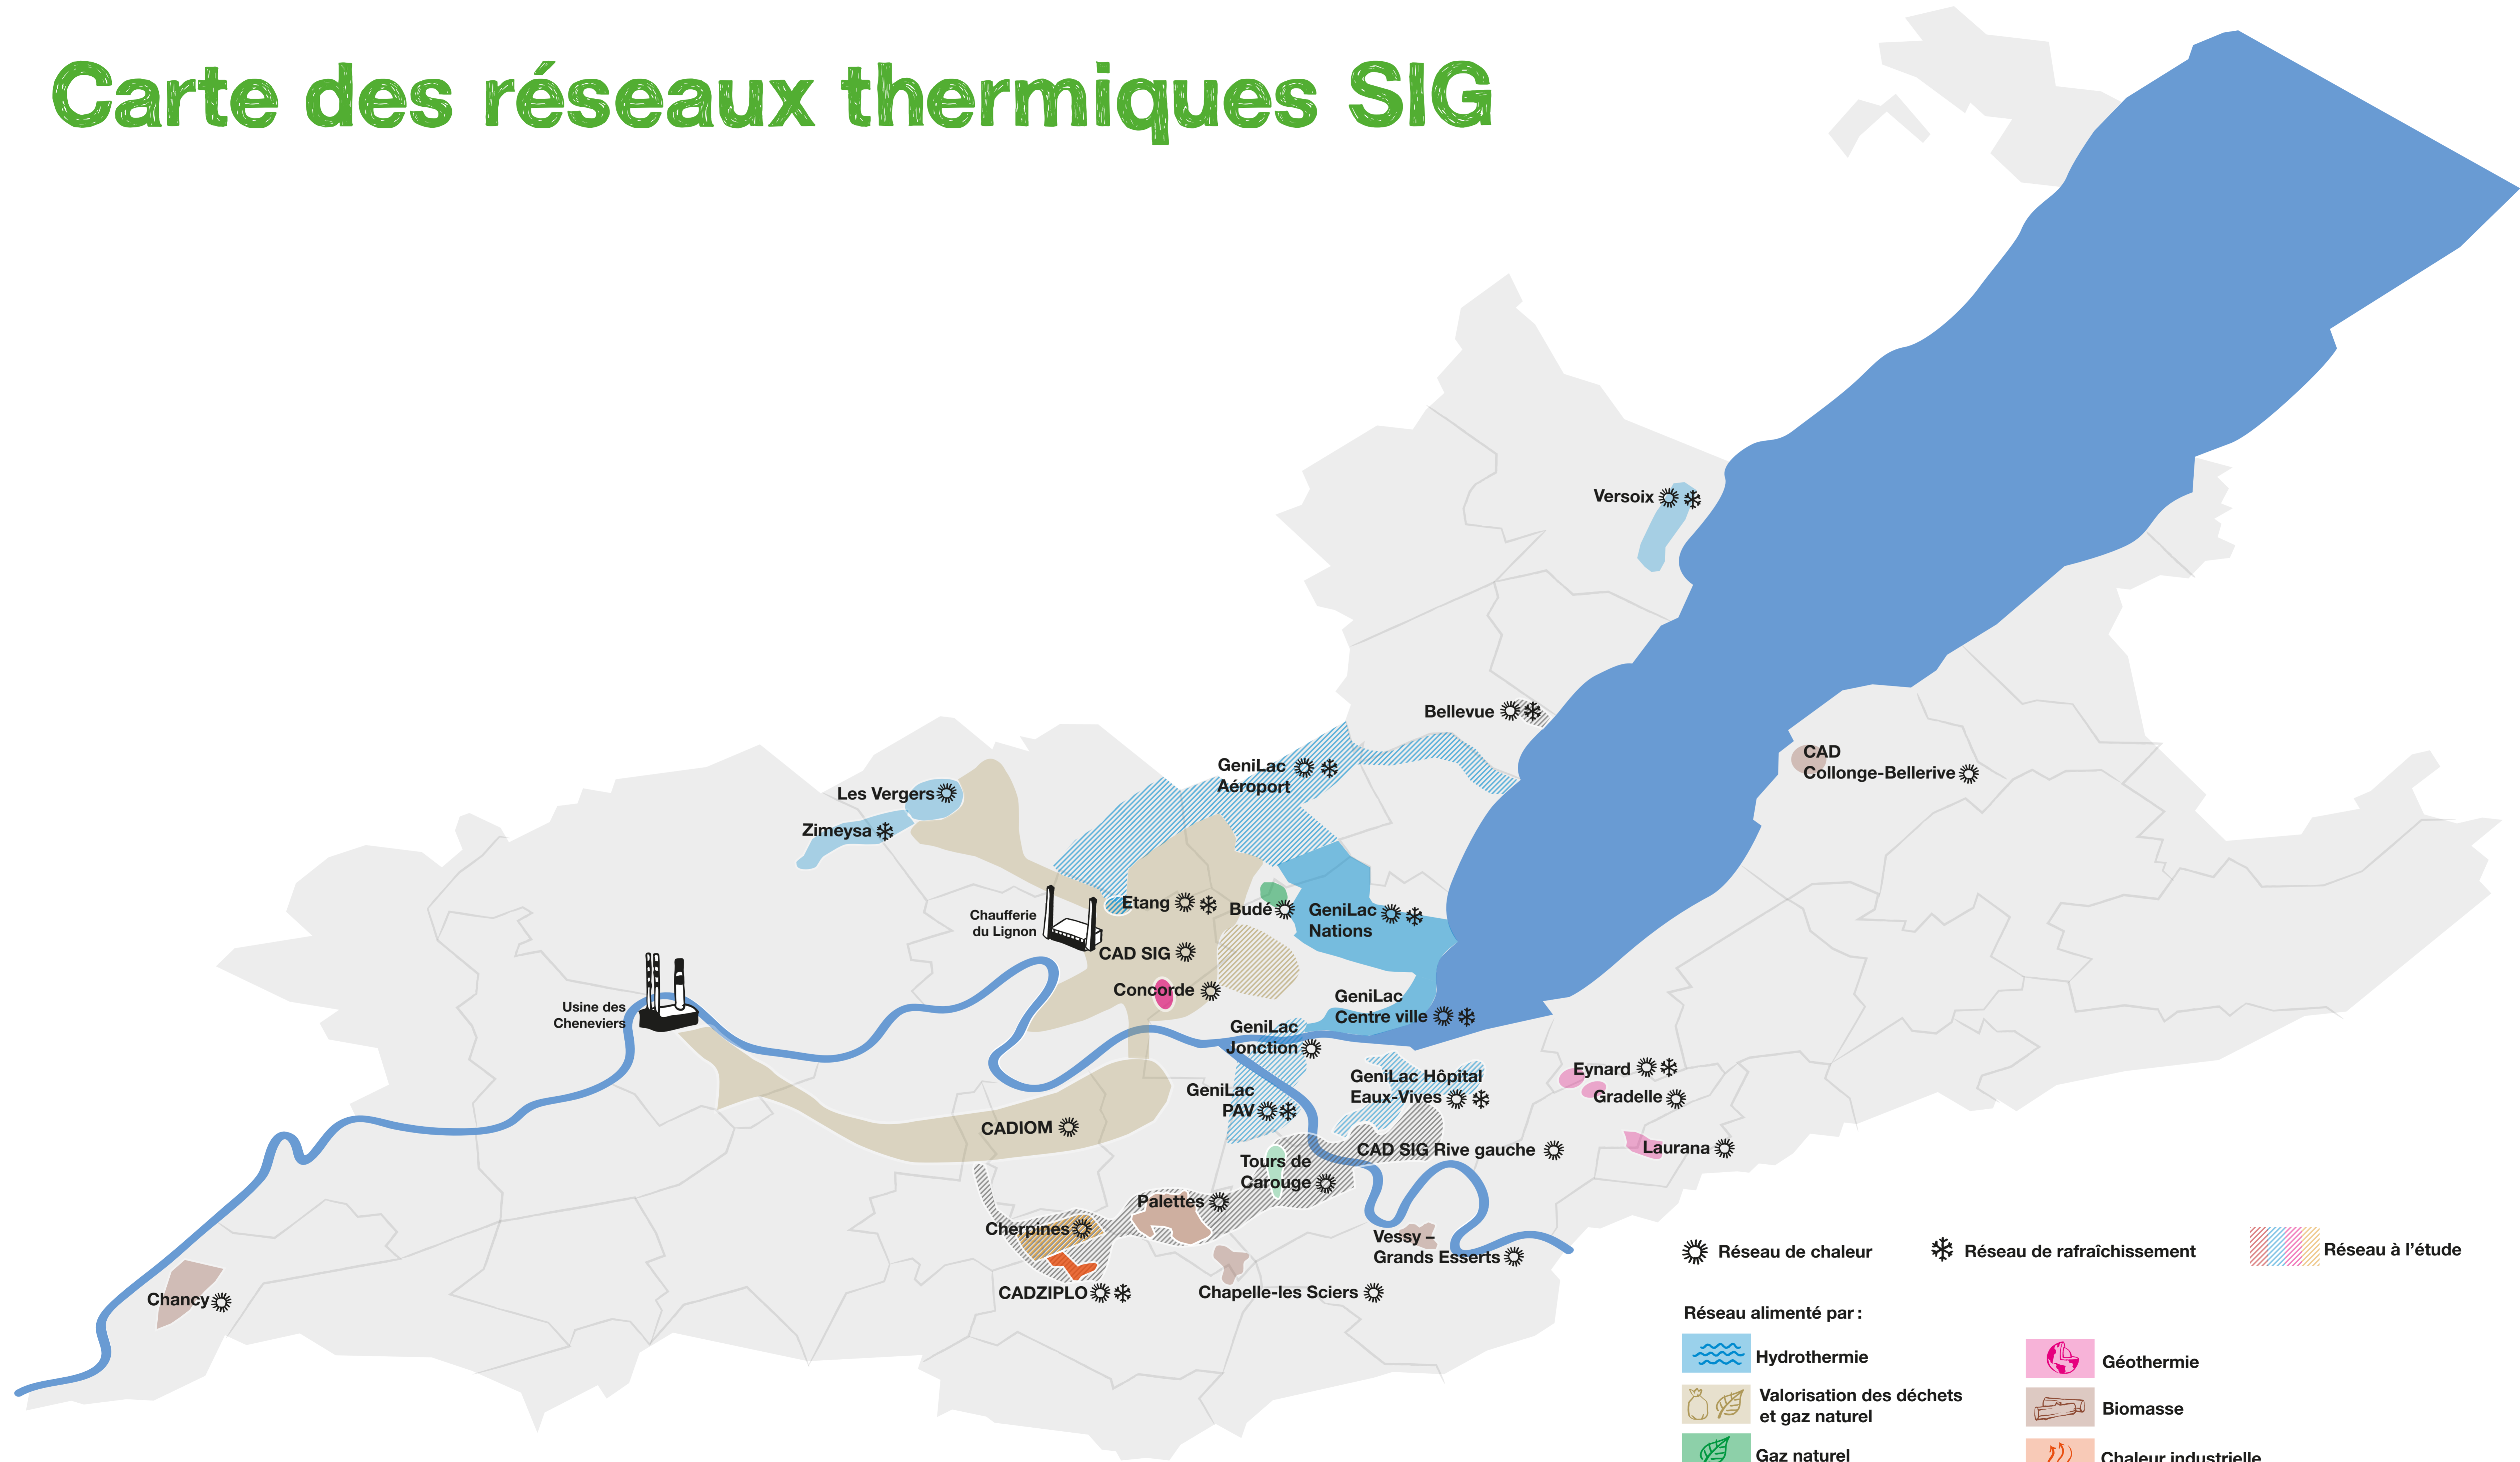 Carte des réseaux thermiques SIG
Versoix
Bellevue
GeniLac
Aéroport
CAD
Collonge-Bellerive
Les Vergers
Zimeysa
Chaufferie
du Lignon
Etang
Budé
GeniLac
Nations
CAD SIG
Concorde
Usine des
Cheneviers
GeniLac
Centre ville
GeniLac
Jonction
GeniLac
PAV
GeniLac Hôpital
Eaux-Vives
Eynard
Gradelle
CADIOM
CAD SIG Rive gauche
Laurana
Tours de
Carouge
Palettes
Cherpines
Vessy –
Grands Esserts
CADZIPLO
Chapelle-les Sciers
Chancy
Réseau de chaleur
Réseau de rafraîchissement
Réseau à l'étude
Réseau alimenté par :
Hydrothermie
Géothermie
Valorisation des déchets
et gaz naturel
Biomasse
Gaz naturel
Chaleur industrielle